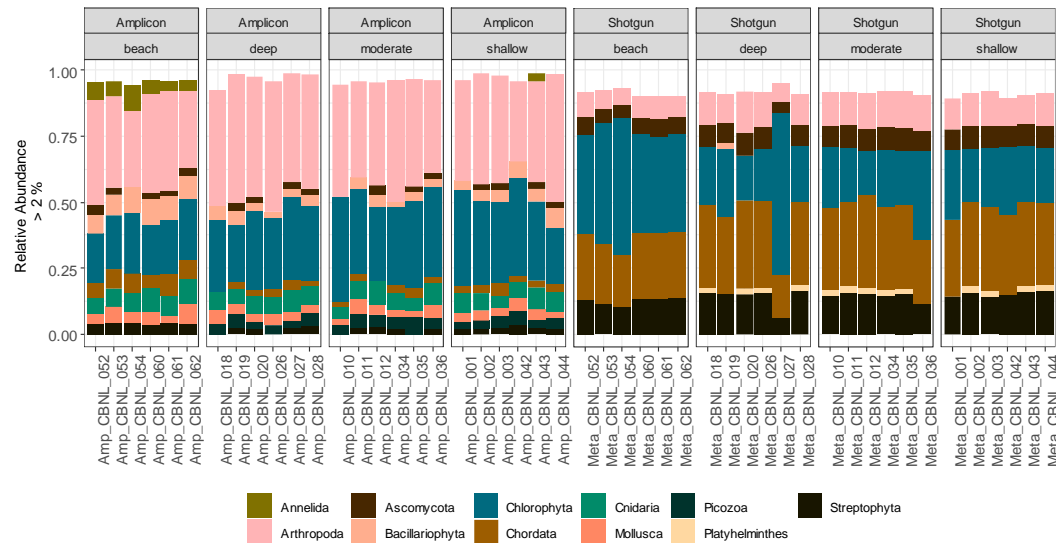 Amplicon Amplicon Amplicon Amplicon Shotgun Shotgun Shotgun Shotgun
beach deep moderate shallow beach deep moderate shallow
Relative Abundance
> 2 %
1.00
0.75
0.50
0.25
0.00
Amp_CBNL_052
Amp_CBNL_053
Amp_CBNL_054
Amp_CBNL_060
Amp_CBNL_061
Amp_CBNL_062
Amp_CBNL_018
Amp_CBNL_019
Amp_CBNL_020
Amp_CBNL_026
Amp_CBNL_027
Amp_CBNL_028
Amp_CBNL_010
Amp_CBNL_011
Amp_CBNL_012
Amp_CBNL_034
Amp_CBNL_035
Amp_CBNL_036
Amp_CBNL_001
Amp_CBNL_002
Amp_CBNL_003
Amp_CBNL_042
Amp_CBNL_043
Amp_CBNL_044
Meta_CBNL_052
Meta_CBNL_053
Meta_CBNL_054
Meta_CBNL_060
Meta_CBNL_061
Meta_CBNL_062
Meta_CBNL_018
Meta_CBNL_019
Meta_CBNL_020
Meta_CBNL_026
Meta_CBNL_027
Meta_CBNL_028
Meta_CBNL_010
Meta_CBNL_011
Meta_CBNL_012
Meta_CBNL_034
Meta_CBNL_035
Meta_CBNL_036
Meta_CBNL_001
Meta_CBNL_002
Meta_CBNL_003
Meta_CBNL_042
Meta_CBNL_043
Meta_CBNL_044
Annelida Ascomycota Chlorophyta Cnidaria Picozoa Streptophyta
Arthropoda Bacillariophyta Chordata Mollusca Platyhelminthes